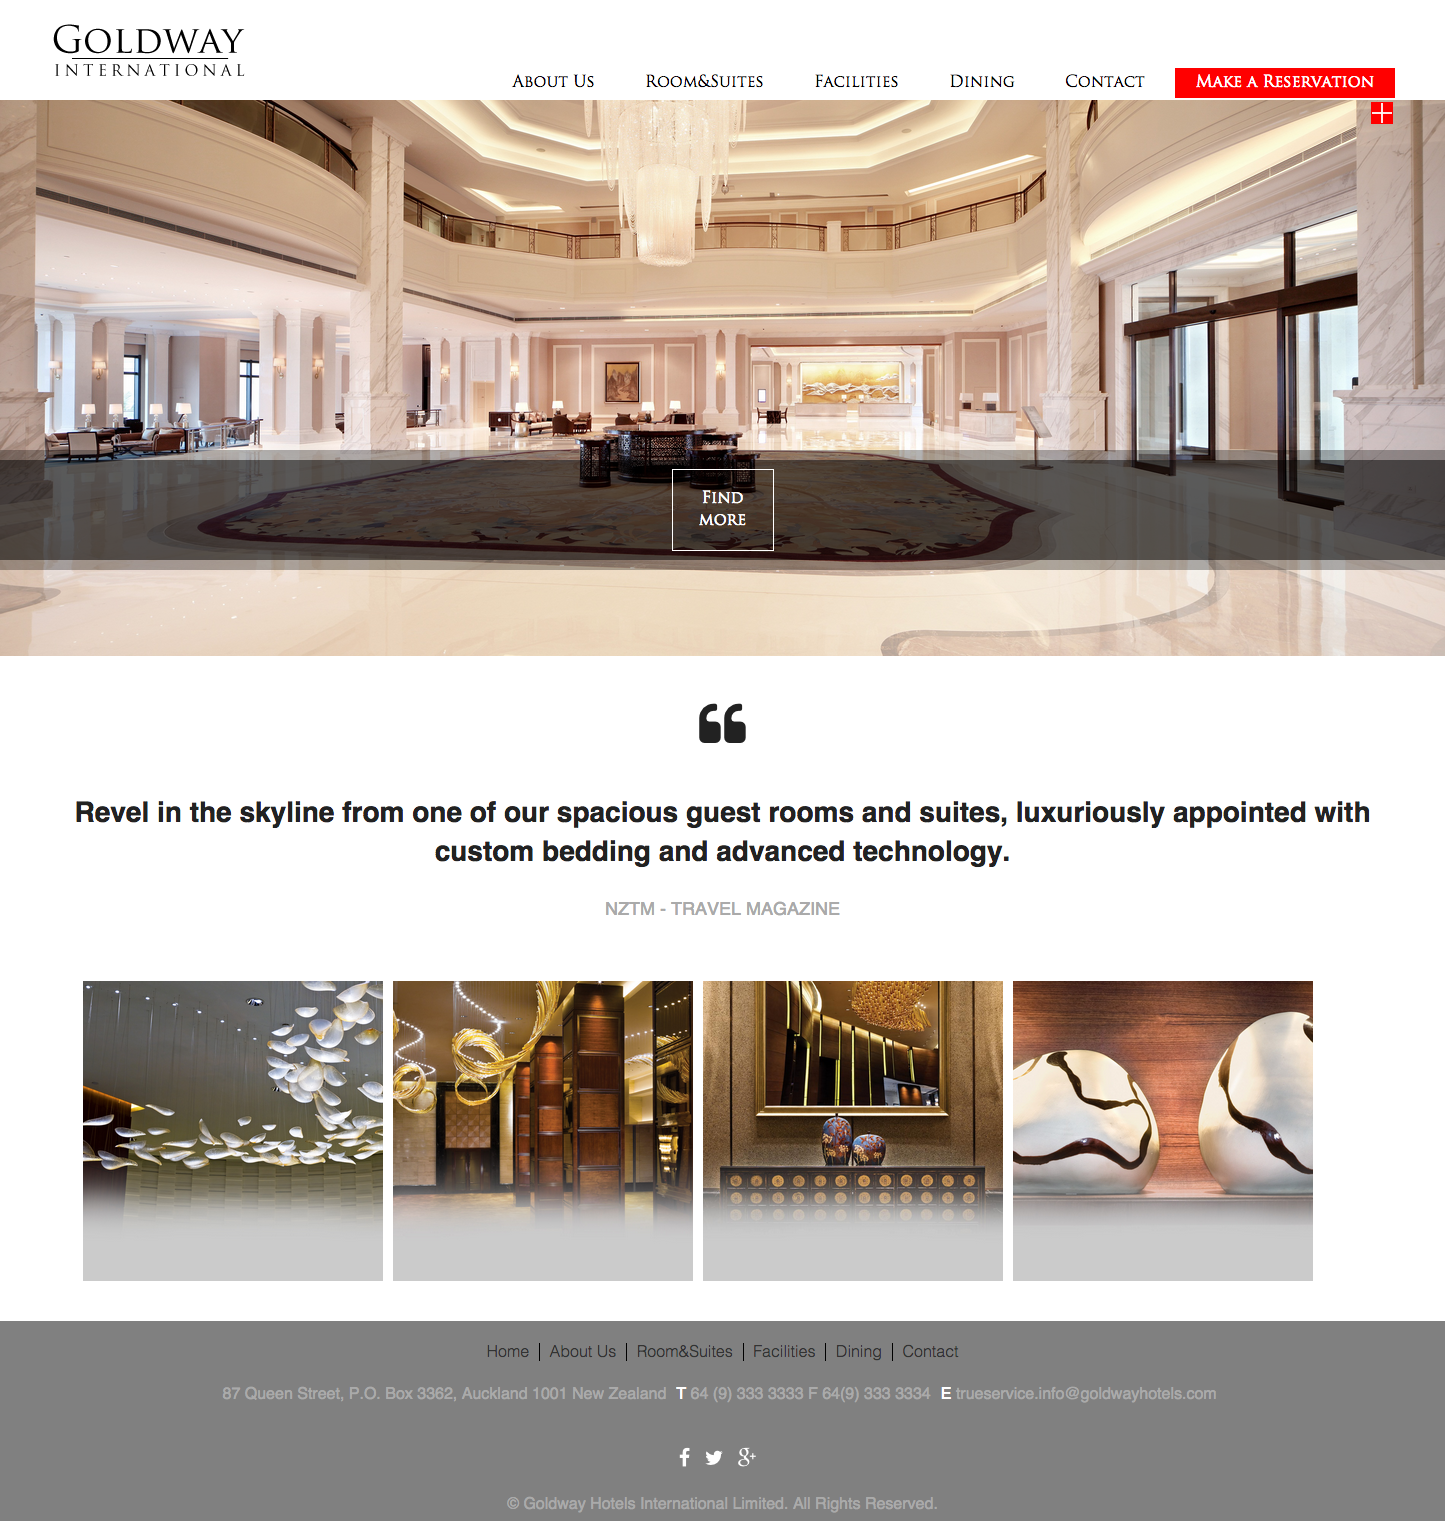 GOLDWAY
INTERNATIONAL
About Us Room&Suites Facilities Dining Contact Make a Reservation
Find
more
Revel in the skyline from one of our spacious guest rooms and suites, luxuriously appointed with
custom bedding and advanced technology.
NZTM - TRAVEL MAGAZINE
Home | About Us | Room&Suites | Facilities | Dining | Contact
87 Queen Street, P.O. Box 3362, Auckland 1001 New Zealand T 64 (9) 333 3333 F 64(9) 333 3334 E trueservice.info@goldwayhotels.com
© Goldway Hotels International Limited. All Rights Reserved.